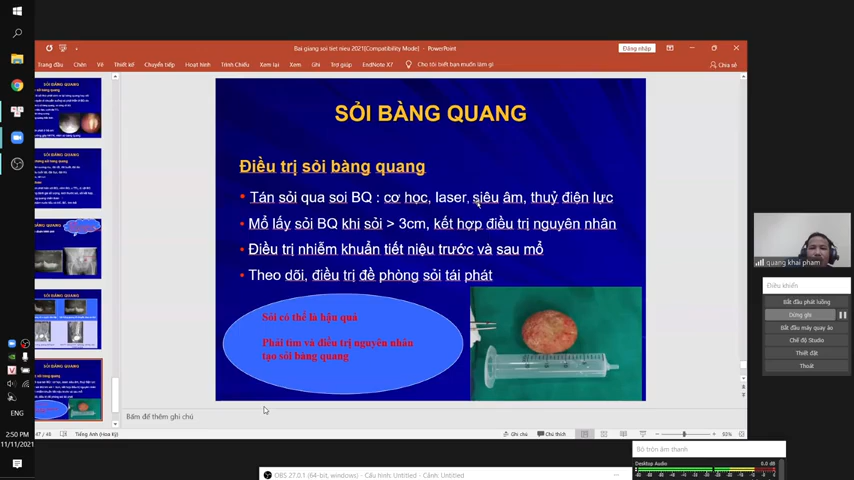 Bai giang soi tiet nieu 2021[Compatibility Mode] - PowerPoint
Đăng nhập
Trang đầu Chèn Vẽ Thiết kế Chuyển tiếp Hoạt hình Trình Chiếu Xem lại Xem Trợ giúp EndNote X7 Cho tôi biết bạn muốn làm gì
Chia sẻ
SỎI BÀNG QUANG
Điều trị sỏi bàng quang
• Tán sỏi qua soi BQ : cơ học, laser, siêu âm, thuỷ điện lực
• Mổ lấy sỏi BQ khi sỏi > 3cm, kết hợp điều trị nguyên nhân
• Điều trị nhiễm khuẩn tiết niệu trước và sau mổ
• Theo dõi, điều trị đề phòng sỏi tái phát
Sỏi có thể là hậu quả
Phải tìm và điều trị nguyên nhân
tạo sỏi bàng quang
quang khai pham
Điều khiển
Bắt đầu phát luồng
Dừng ghi
Bắt đầu máy quay ảo
Chế độ Studio
Thiết đặt
Thoát
Bấm để thêm ghi chú
47 / 48
Tiếng Anh (Hoa Kỳ)
Ghi chú
Chú thích
93%
ENG
2:50 PM
11/11/2021
Bộ trộn âm thanh
Desktop Audio
0.0 dB
OBS 27.0.1 (64-bit, windows) - Cấu hình: Untitled - Cảnh: Untitled